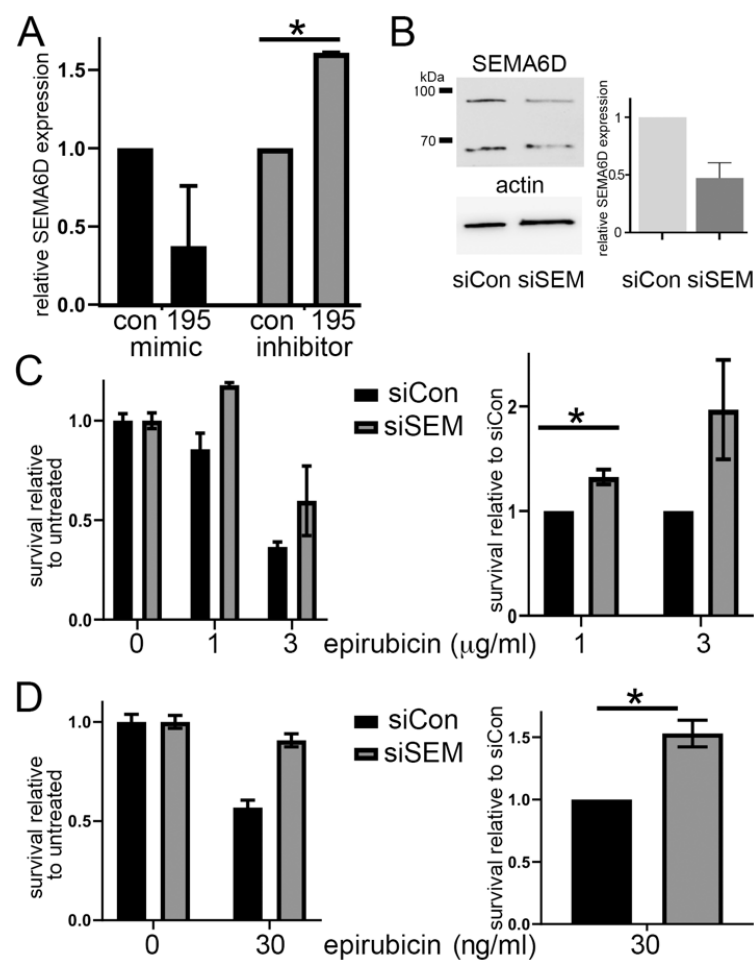 A
relative SEMA6D expression
1.5
1.0
0.5
0.0
*
con 195
mimic
con 195
inhibitor
B
SEMA6D
kDa
100
70
actin
siCon siSEM
relative SEMA6D expression
1
0.5
0
siCon siSEM
C
survival relative
to untreated
1.0
0.5
0.0
0 1 3
siCon
siSEM
epirubicin (μg/ml)
survival relative to siCon
2
1
0
*
1 3
D
survival relative
to untreated
1.0
0.5
0.0
0 30
siCon
siSEM
epirubicin (ng/ml)
survival relative to siCon
1.5
1.0
0.5
0.0
*
30